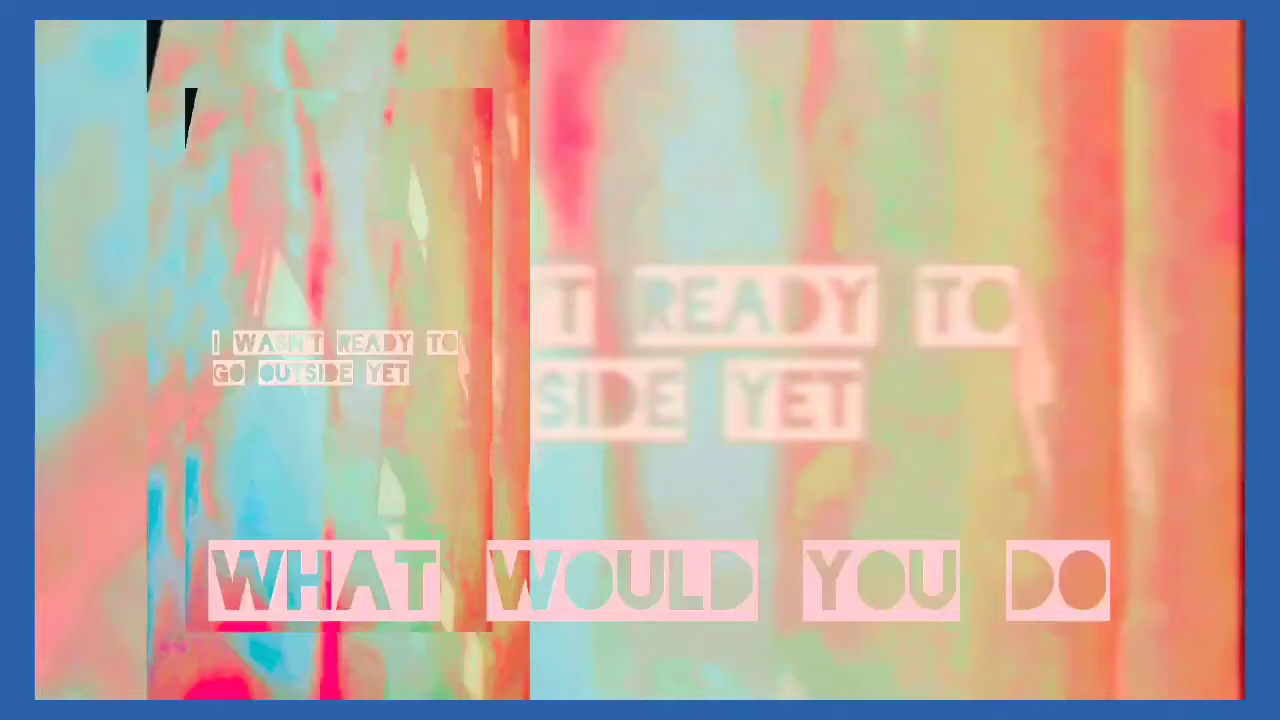 I WASN'T READY TO
GO OUTSIDE YET
'T READY TO
SIDE YET
WHAT WOULD YOU DO